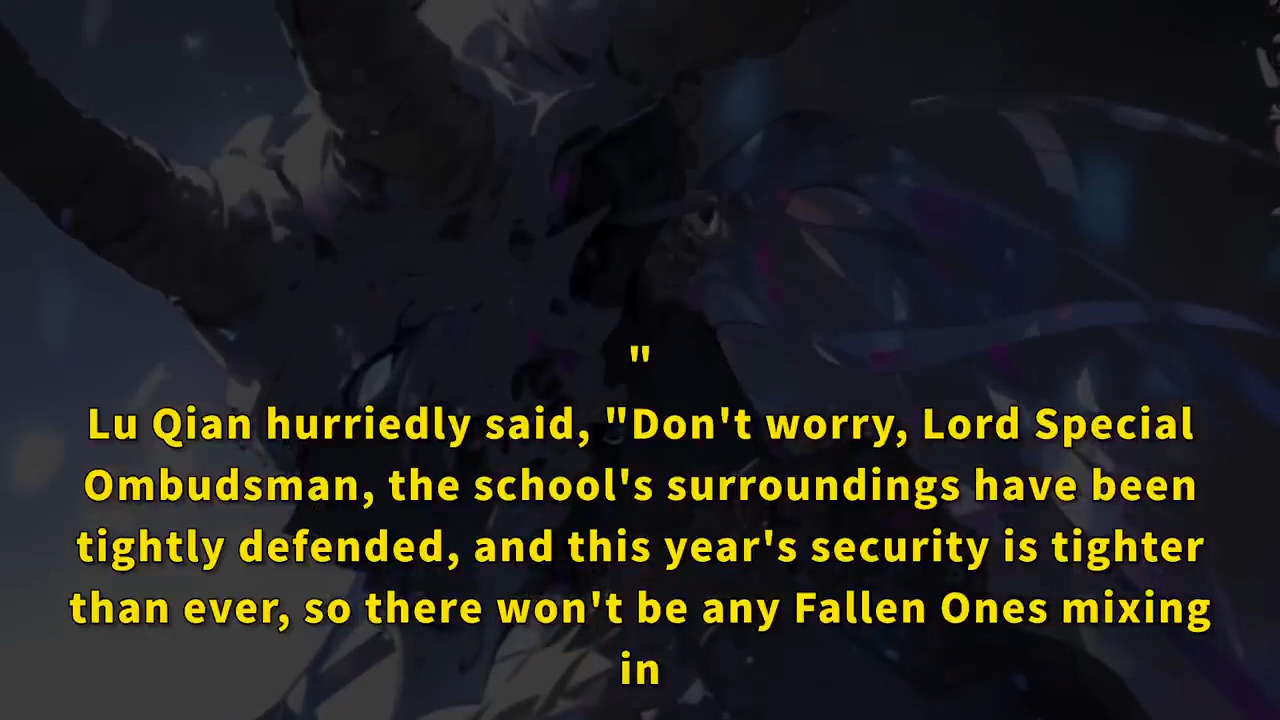 "
Lu Qian hurriedly said, "Don't worry, Lord Special
Ombudsman, the school's surroundings have been
tightly defended, and this year's security is tighter
than ever, so there won't be any Fallen Ones mixing
in